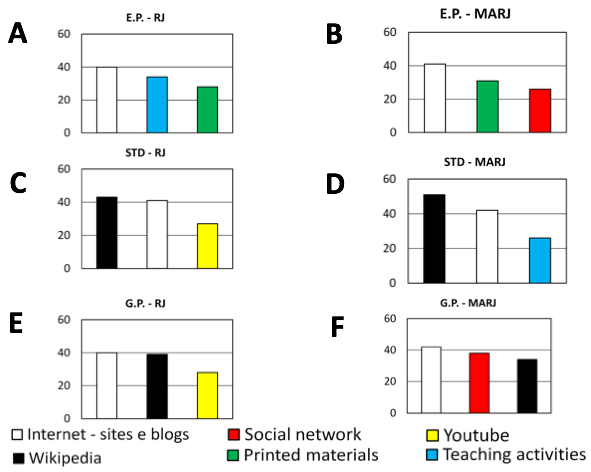 A
E.P. - RJ
60
40
20
0
B
E.P. - MARJ
60
40
20
0
C
STD - RJ
60
40
20
0
D
STD - MARJ
60
40
20
0
E
G.P. - RJ
60
40
20
0
F
G.P. - MARJ
60
40
20
0
Internet - sites e blogs
Social network
Youtube
Wikipedia
Printed materials
Teaching activities